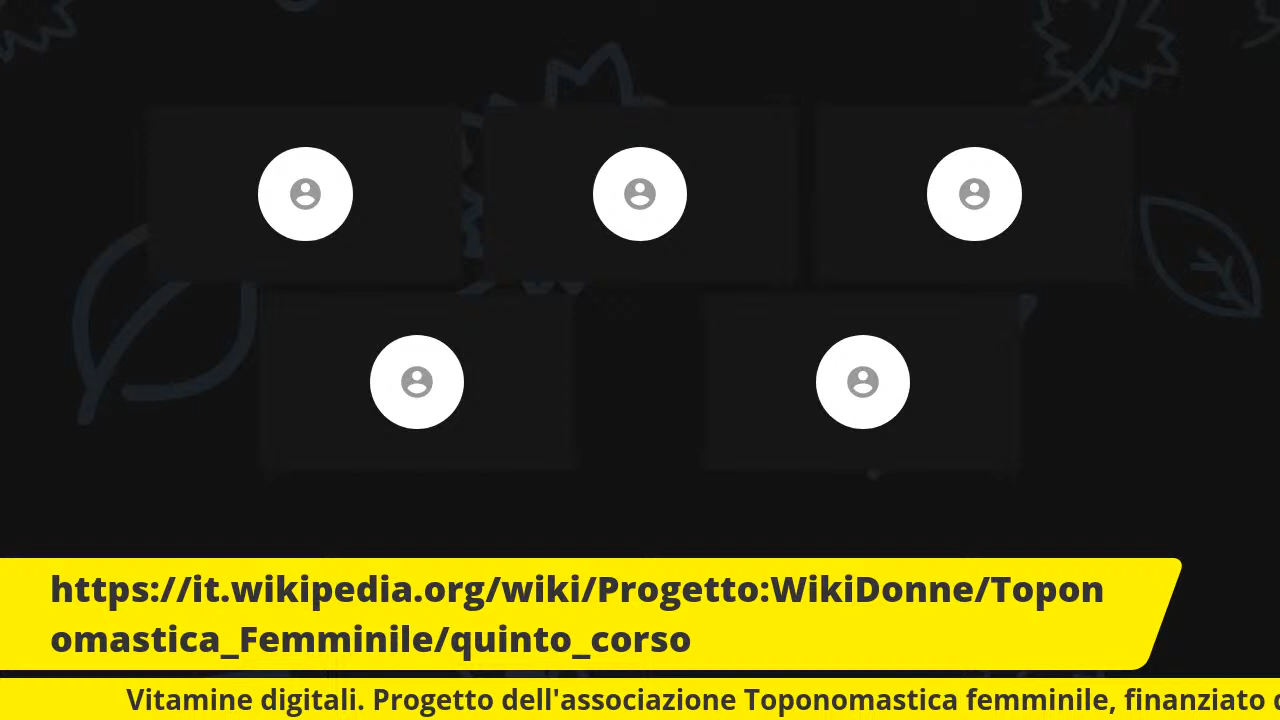 https://it.wikipedia.org/wiki/Progetto:WikiDonne/Topon
omastica_Femminile/quinto_corso
Vitamine digitali. Progetto dell'associazione Toponomastica femminile, finanziato